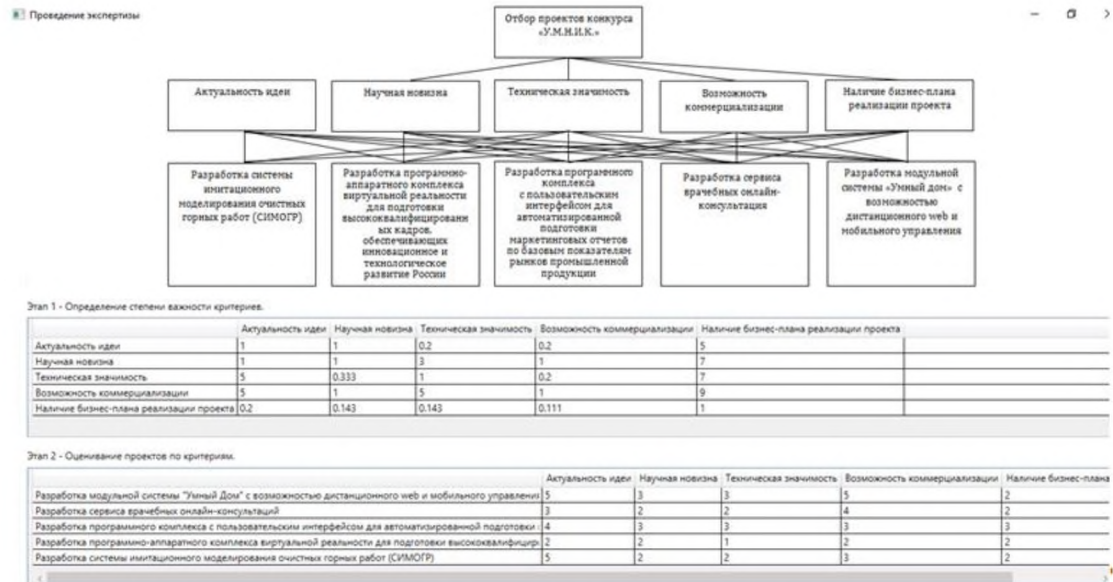 Проведение экспертизы
Отбор проектов конкурса
«У.М.Н.И.К.»
Актуальность идеи
Научная новизна
Техническая значимость
Возможность
коммерциализации
Наличие бизнес-плана
реализации проекта
Разработка системы
имитационного
моделирования очистных
горных работ (СИМОГР)
Разработка программно-
аппаратного комплекса
виртуальной реальности
для подготовки
высококвалифицированн
ых кадров,
обеспечивающих
инновационное и
технологическое
развитие России
Разработка программного
комплекса
с пользовательским
интерфейсом для
автоматизированной
подготовки
маркетинговых отчетов
по базовым показателям
рынков промышленной
продукции
Разработка сервиса
врачебных онлайн-
консультация
Разработка модульной
системы «Умный дом» с
возможностью
дистанционного web и
мобильного управления
Этап 1 - Определение степени важности критериев.
Актуальность идеи Научная новизна Техническая значимость Возможность коммерциализации Наличие бизнес-плана реализации проекта
Актуальность идеи 1 1 0.2 0.2 5
Научная новизна 1 1 3 1 7
Техническая значимость 5 0.333 1 0.2 7
Возможность коммерциализации 5 1 5 1 9
Наличие бизнес-плана реализации проекта 0.2 0.143 0.143 0.111 1
Этап 2 - Оценивание проектов по критериям.
Актуальность идеи Научная новизна Техническая значимость Возможность коммерциализации Наличие бизнес-плана
Разработка модульной системы "Умный Дом" с возможностью дистанционного web и мобильного управления 5 3 3 5 2
Разработка сервиса врачебных онлайн-консультаций 3 2 2 4 2
Разработка программного комплекса с пользовательским интерфейсом для автоматизированной подготовки 4 3 3 3 3
Разработка программно-аппаратного комплекса виртуальной реальности для подготовки высококвалифицир 2 2 1 2 2
Разработка системы имитационного моделирования очистных горных работ (СИМОГР) 5 2 2 3 2